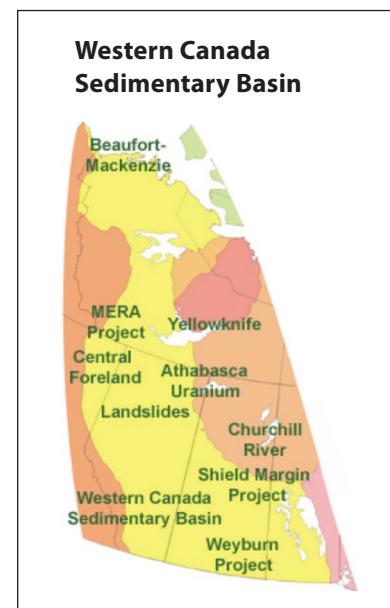 Western Canada
Sedimentary Basin
Beaufort-
Mackenzie
MERA
Project
Yellowknife
Central
Foreland
Athabasca
Uranium
Landslides
Churchill
River
Shield Margin
Project
Western Canada
Sedimentary Basin
Weyburn
Project